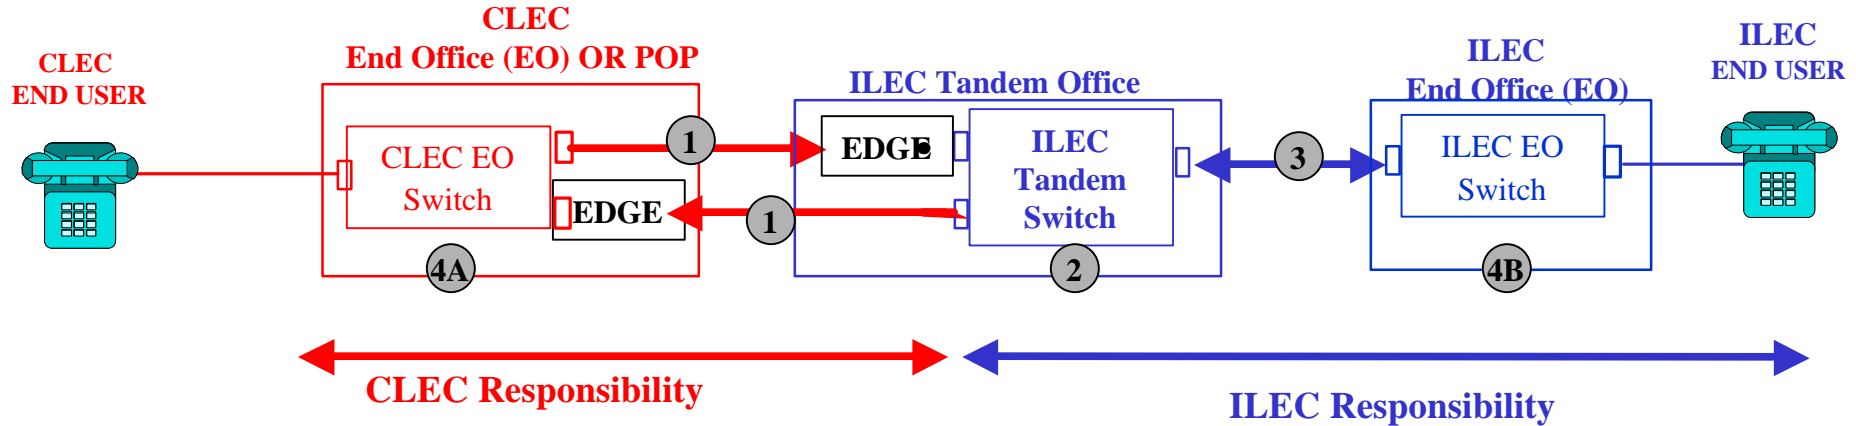 CLEC
End Office (EO) OR POP
CLEC
END USER
ILEC Tandem Office
ILEC
End Office (EO)
ILEC
END USER
CLEC EO
Switch
EDGE
1
1
EDGE
ILEC
Tandem
Switch
3
ILEC EO
Switch
4A
2
4B
CLEC Responsibility
ILEC Responsibility